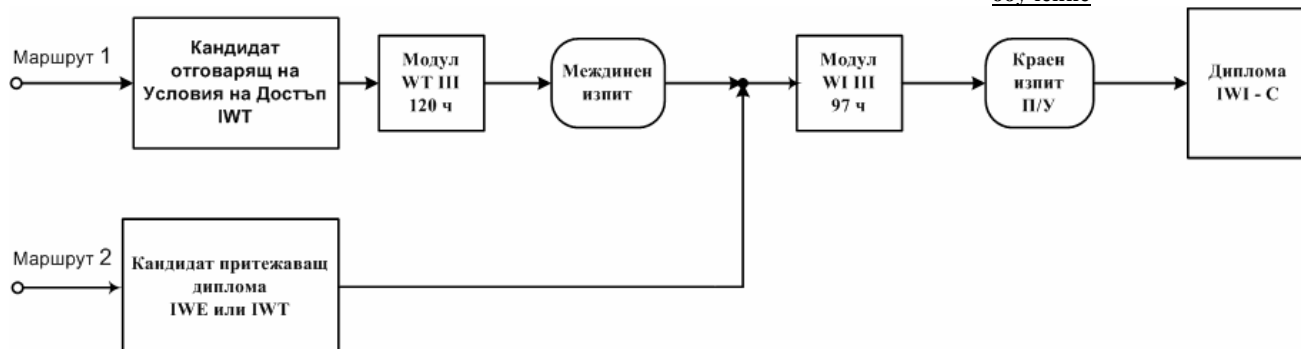 Маршрут 1
Кандидат
отговарящ на
Условия на Достъп
IWT
Модул
WT III
120 ч
Междинен
изпит
Модул
WI III
97 ч
Краен
изпит
П/У
Диплома
IWI - C
Маршрут 2
Кандидат притежаващ
диплома
IWE или IWT